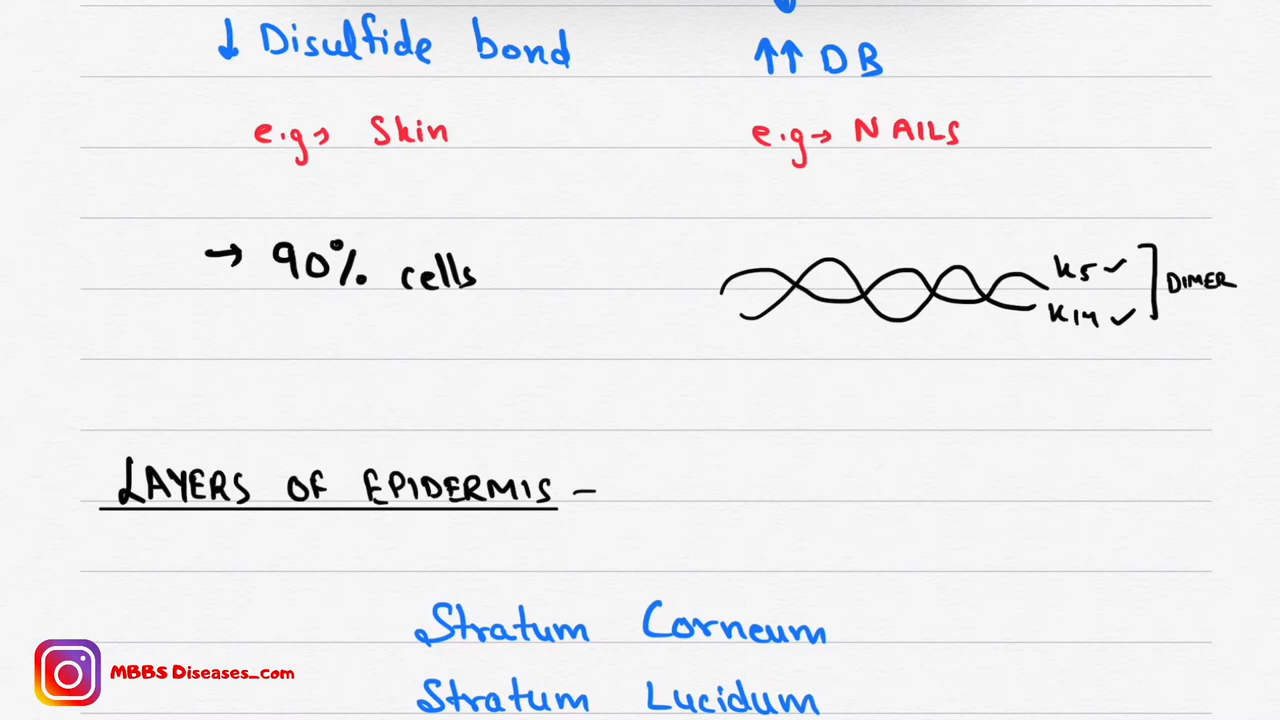 ↓ Disulfide bond
↑↑ DB
e.g → Skin
e.g → NAILS
→ 90% cells
K5 ✓
K14 ✓
DIMER
LAYERS OF EPIDERMIS –
Stratum Corneum
Stratum Lucidum
MBBS Diseases_com